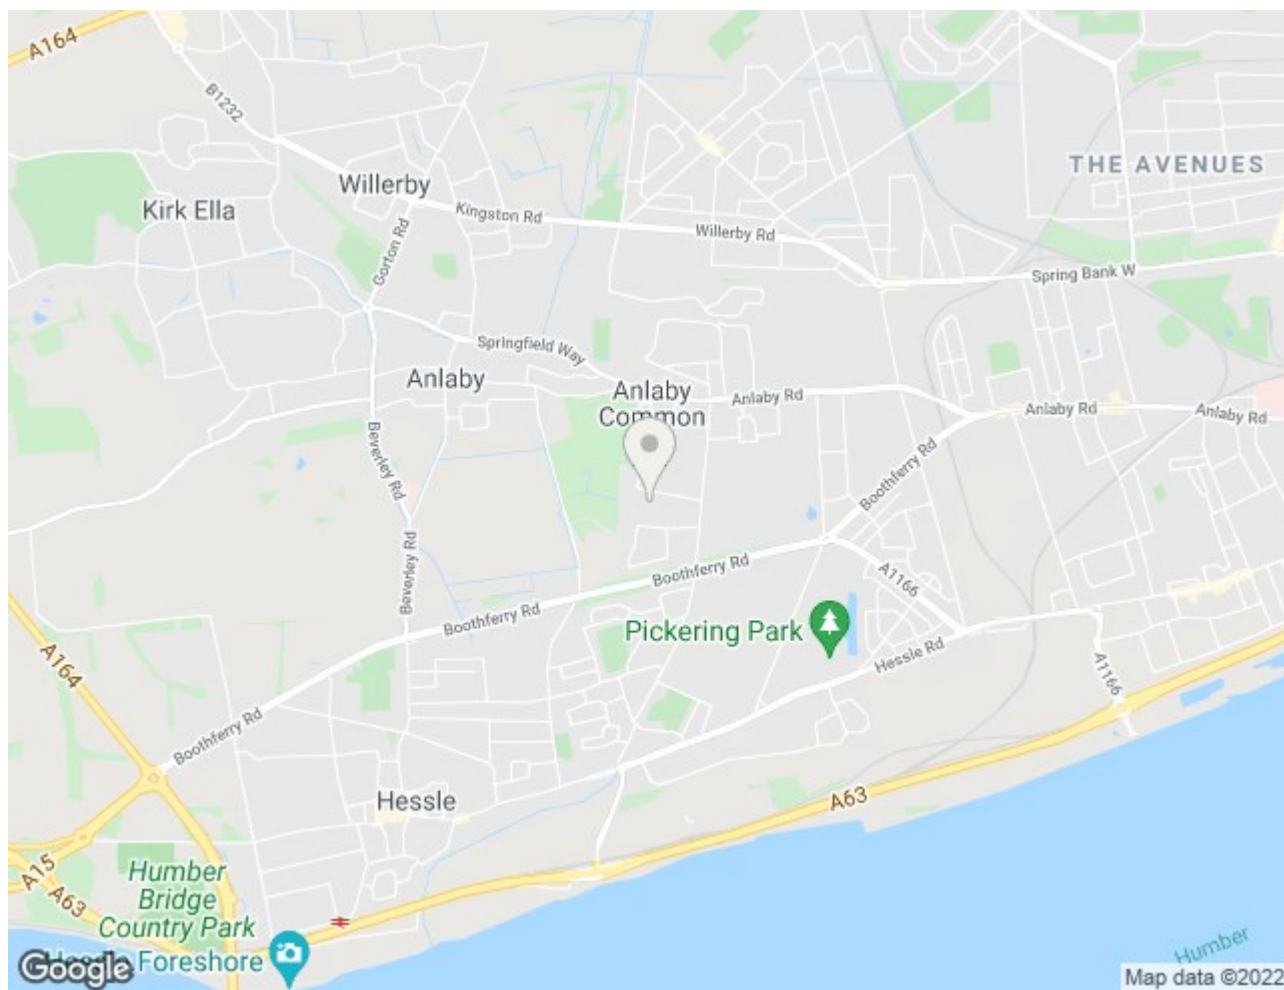 A164
B1232
THE AVENUES
Willerby
Kirk Ella
Kingston Rd
Willerby Rd
Gorton Rd
Spring Bank W
Springfield Way
Anlaby
Anlaby
Common
Anlaby Rd
Anlaby Rd
Anlaby Rd
Beverley Rd
Boothferry Rd
Beverley Rd
Boothferry Rd
A1166
Boothferry Rd
Pickering Park
Hessle Rd
A164
A1166
Boothferry Rd
Hessle
A63
A15
A63
Humber
Bridge
Country Park
Hessle Foreshore
Humber
Google
Map data ©2022